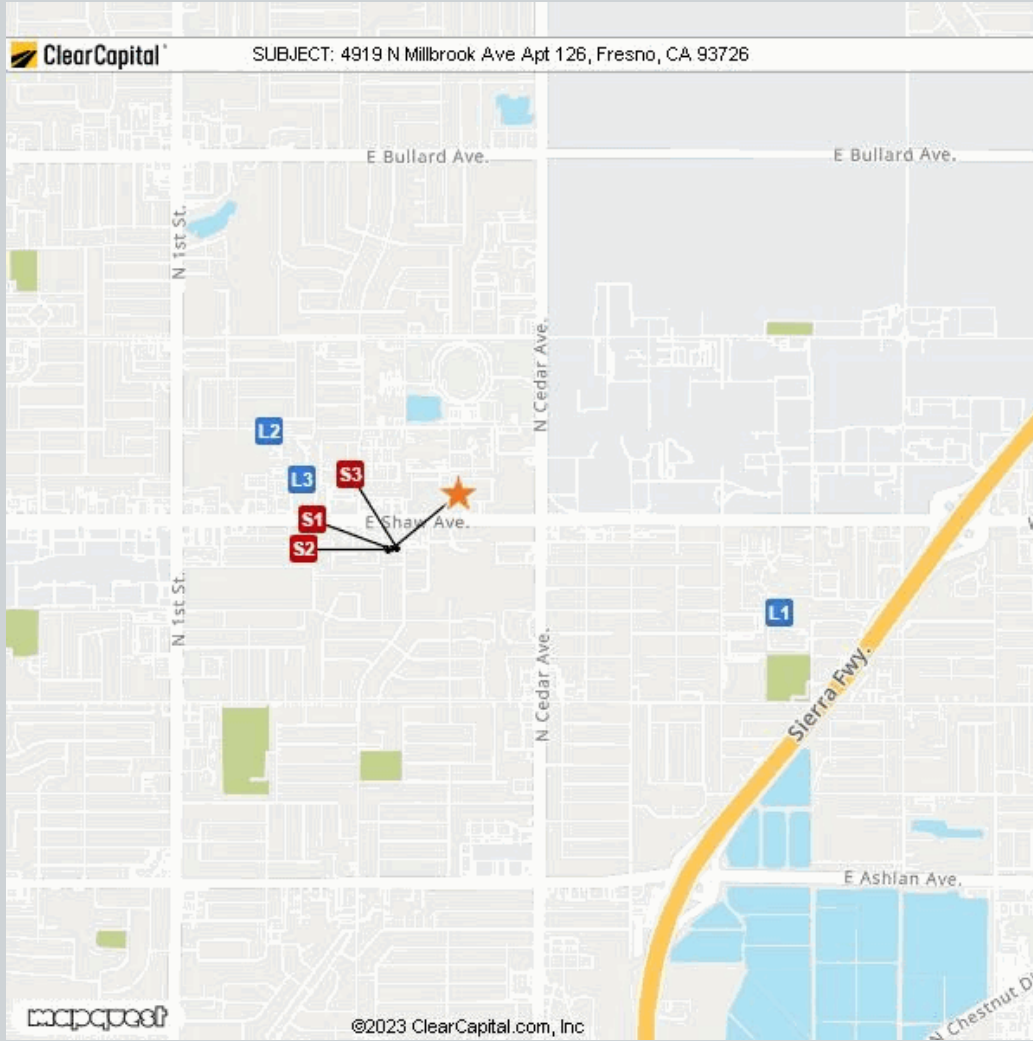 ClearCapital
SUBJECT: 4919 N Millbrook Ave Apt 126, Fresno, CA 93726
E Bullard Ave.
E Bullard Ave.
N 1st St.
N Cedar Ave.
L2
L3
S3
S1
E Shaw Ave.
S2
N 1st St.
L1
N Cedar Ave.
Sierra Fwy.
E Ashlan Ave.
N Chestnut D
mapquest
©2023 ClearCapital.com, Inc